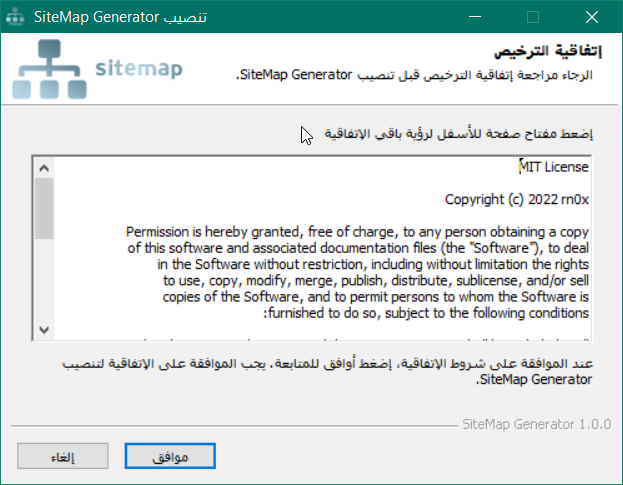 تنصيب SiteMap Generator
sitemap
إتفاقية الترخيص
الرجاء مراجعة إتفاقية الترخيص قبل تنصيب SiteMap Generator.
إضغط مفتاح صفحة للأسفل لرؤية باقي الإتفاقية
MIT License
Copyright (c) 2022 rn0x
Permission is hereby granted, free of charge, to any person obtaining a copy
of this software and associated documentation files (the "Software"), to deal
in the Software without restriction, including without limitation the rights
to use, copy, modify, merge, publish, distribute, sublicense, and/or sell
copies of the Software, and to permit persons to whom the Software is
:furnished to do so, subject to the following conditions
عند الموافقة على شروط الإتفاقية، إضغط أوافق للمتابعة. يجب الموافقة على الإتفاقية لتنصيب
SiteMap Generator.
SiteMap Generator 1.0.0
موافق
إلغاء